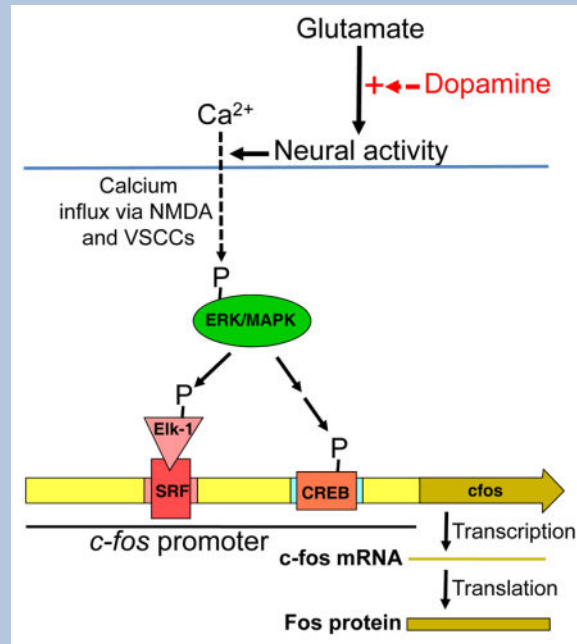 Glutamate
+
Dopamine
Ca²⁺
Neural activity
Calcium
influx via NMDA
and VSCCs
P
ERK/MAPK
P
Elk-1
P
SRF
CREB
cfos
c-fos promoter
Transcription
c-fos mRNA
Translation
Fos protein